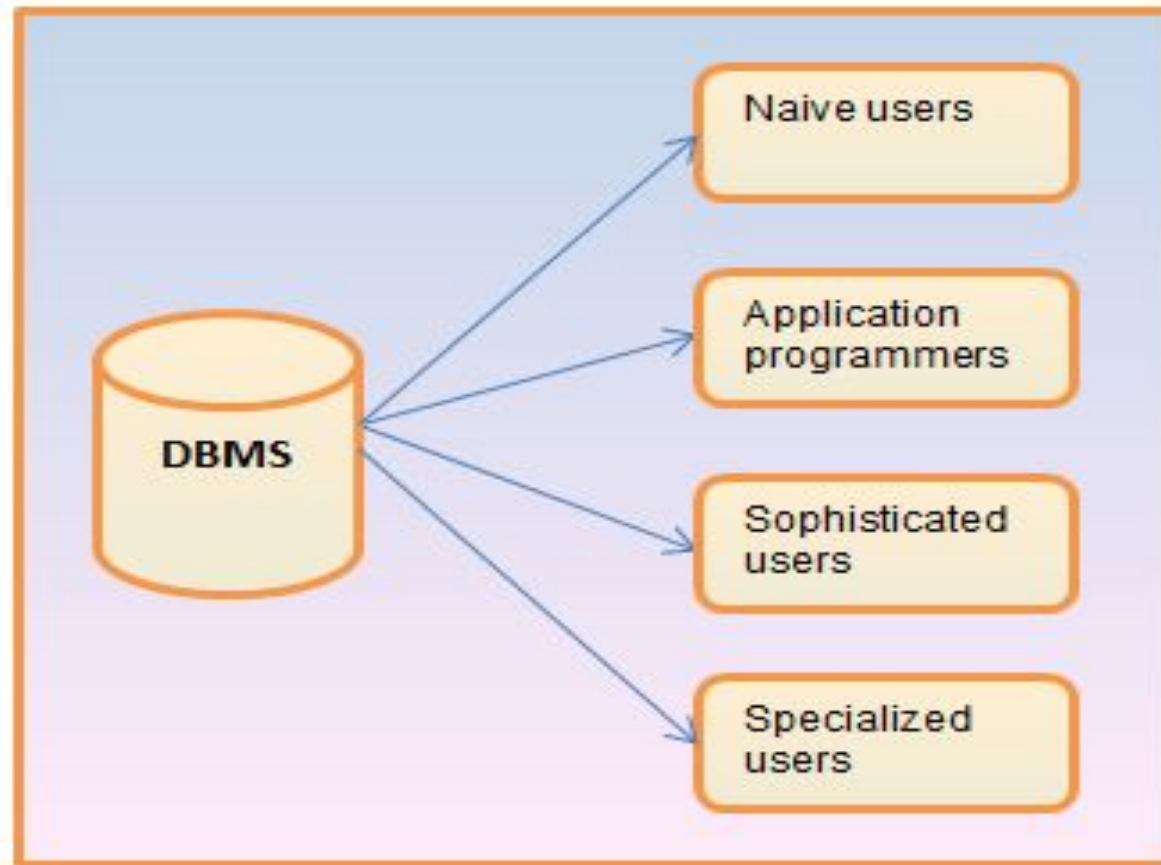 Naive users
Application
programmers
DBMS
Sophisticated
users
Specialized
users